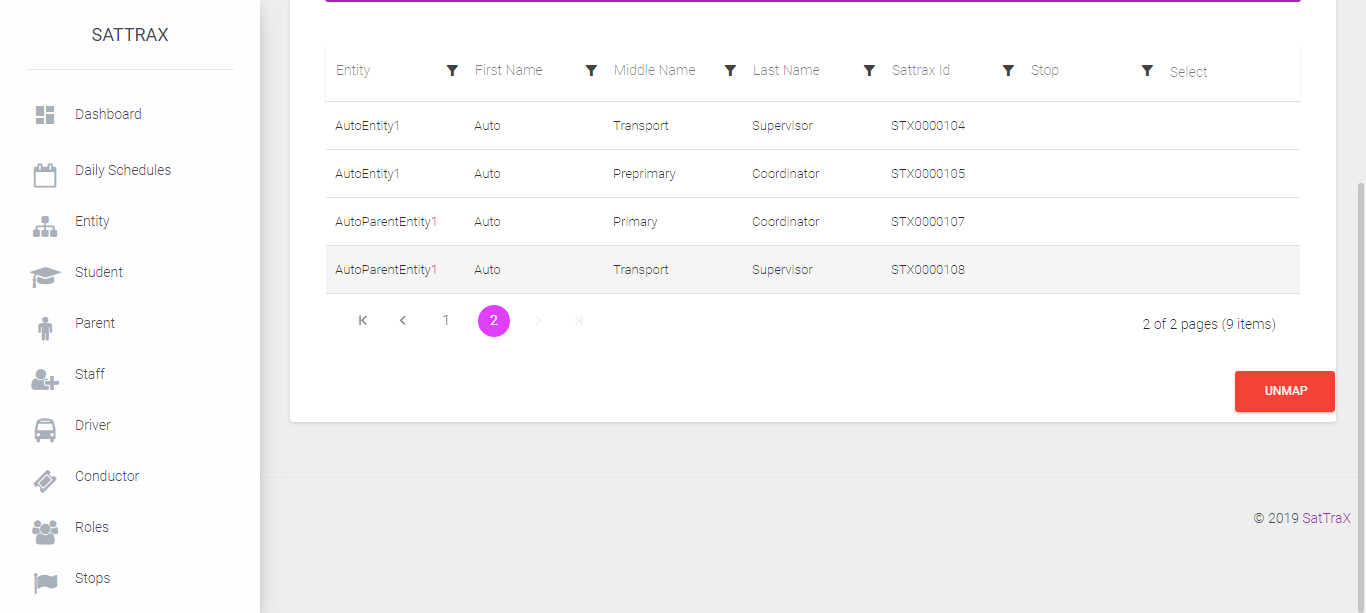 SATTRAX
Dashboard
Daily Schedules
Entity
Student
Parent
Staff
Driver
Conductor
Roles
Stops
Entity First Name Middle Name Last Name Sattrax Id Stop Select
AutoEntity1 Auto Transport Supervisor STX0000104
AutoEntity1 Auto Preprimary Coordinator STX0000105
AutoParentEntity1 Auto Primary Coordinator STX0000107
AutoParentEntity1 Auto Transport Supervisor STX0000108
1 2
2 of 2 pages (9 items)
UNMAP
© 2019 SatTraX